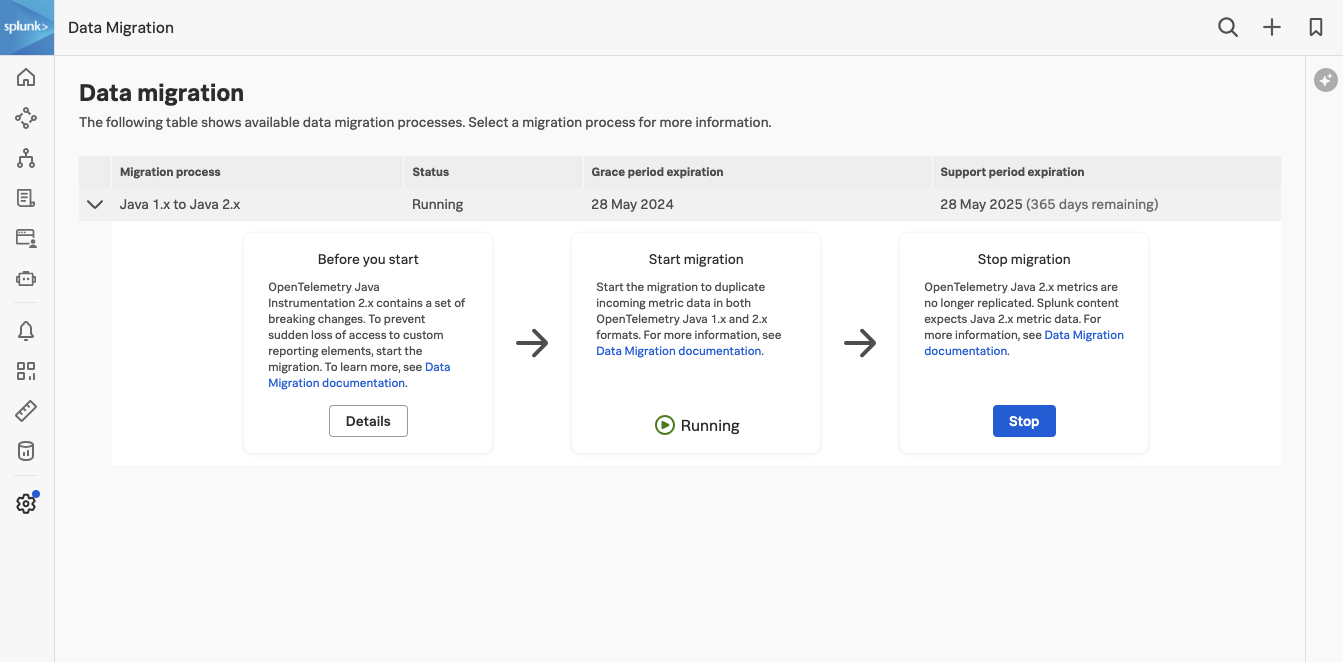 splunk>
Data Migration
Data migration
The following table shows available data migration processes. Select a migration process for more information.
Migration process Status Grace period expiration Support period expiration
Java 1.x to Java 2.x Running 28 May 2024 28 May 2025 (365 days remaining)
Before you start
OpenTelemetry Java
Instrumentation 2.x contains a set of
breaking changes. To prevent
sudden loss of access to custom
reporting elements, start the
migration. To learn more, see Data
Migration documentation.
Details
Start migration
Start the migration to duplicate
incoming metric data in both
OpenTelemetry Java 1.x and 2.x
formats. For more information, see
Data Migration documentation.
Running
Stop migration
OpenTelemetry Java 2.x metrics are
no longer replicated. Splunk content
expects Java 2.x metric data. For
more information, see Data Migration
documentation.
Stop